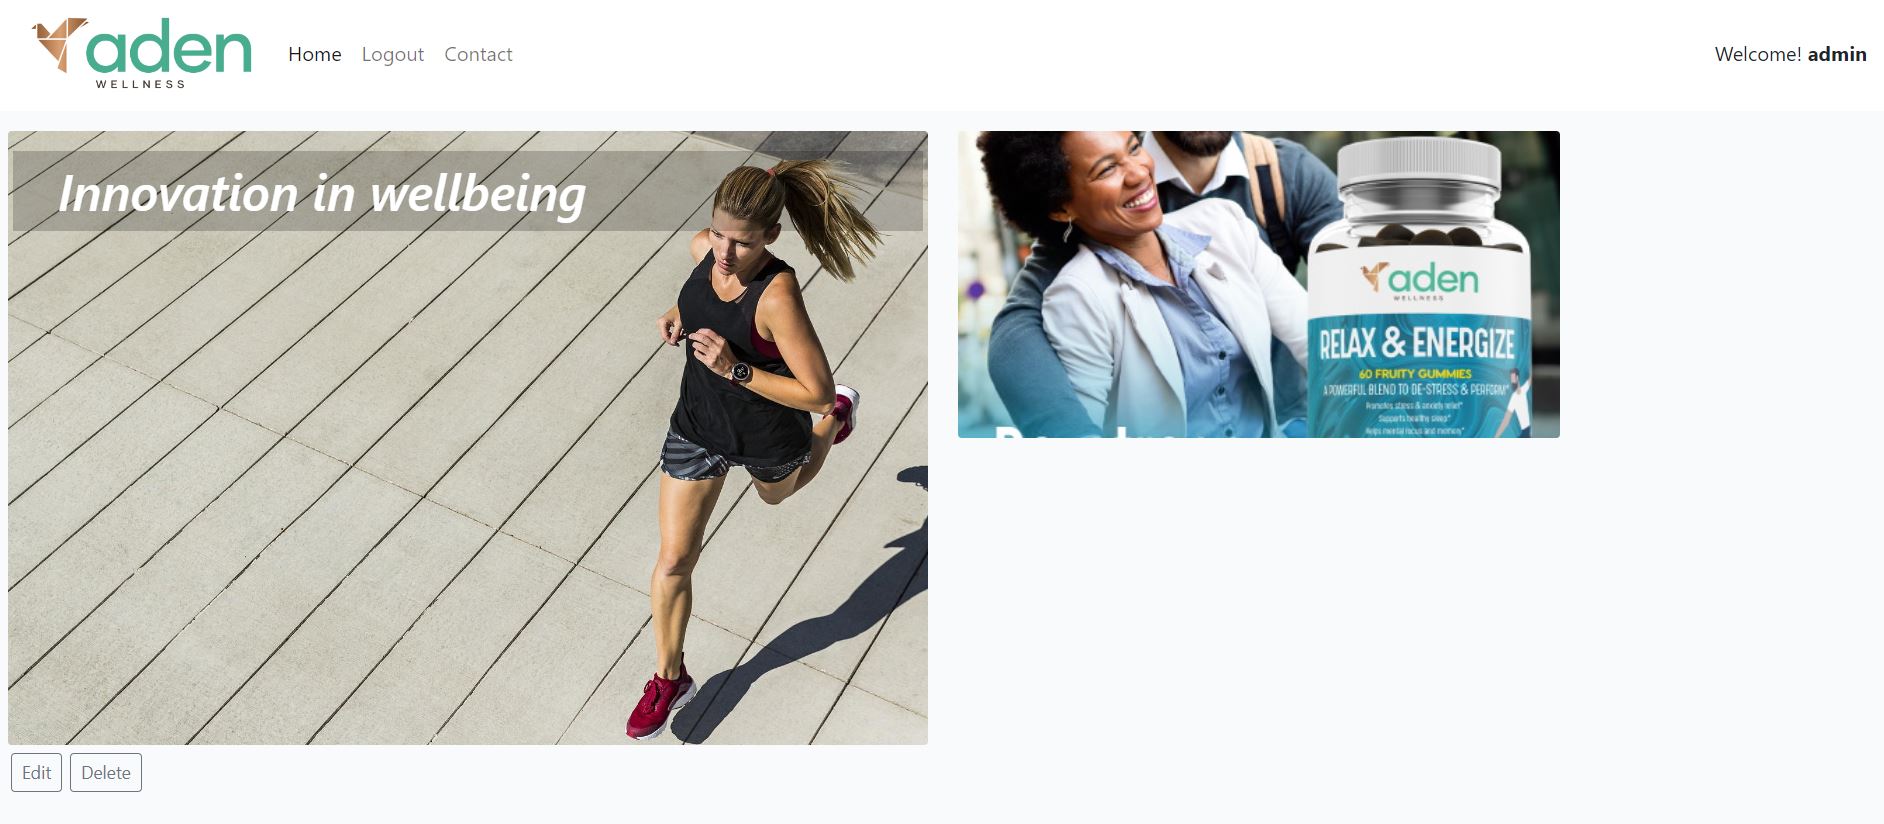 aden
WELLNESS
Home
Logout
Contact
Welcome! admin
Innovation in wellbeing
aden
WELLNESS
RELAX & ENERGIZE
60 FRUITY GUMMIES
A POWERFUL BLEND TO DE-STRESS & PERFORM*
Promotes stress & anxiety relief*
Supports healthy sleep*
Helps mental focus and memory*
Edit
Delete